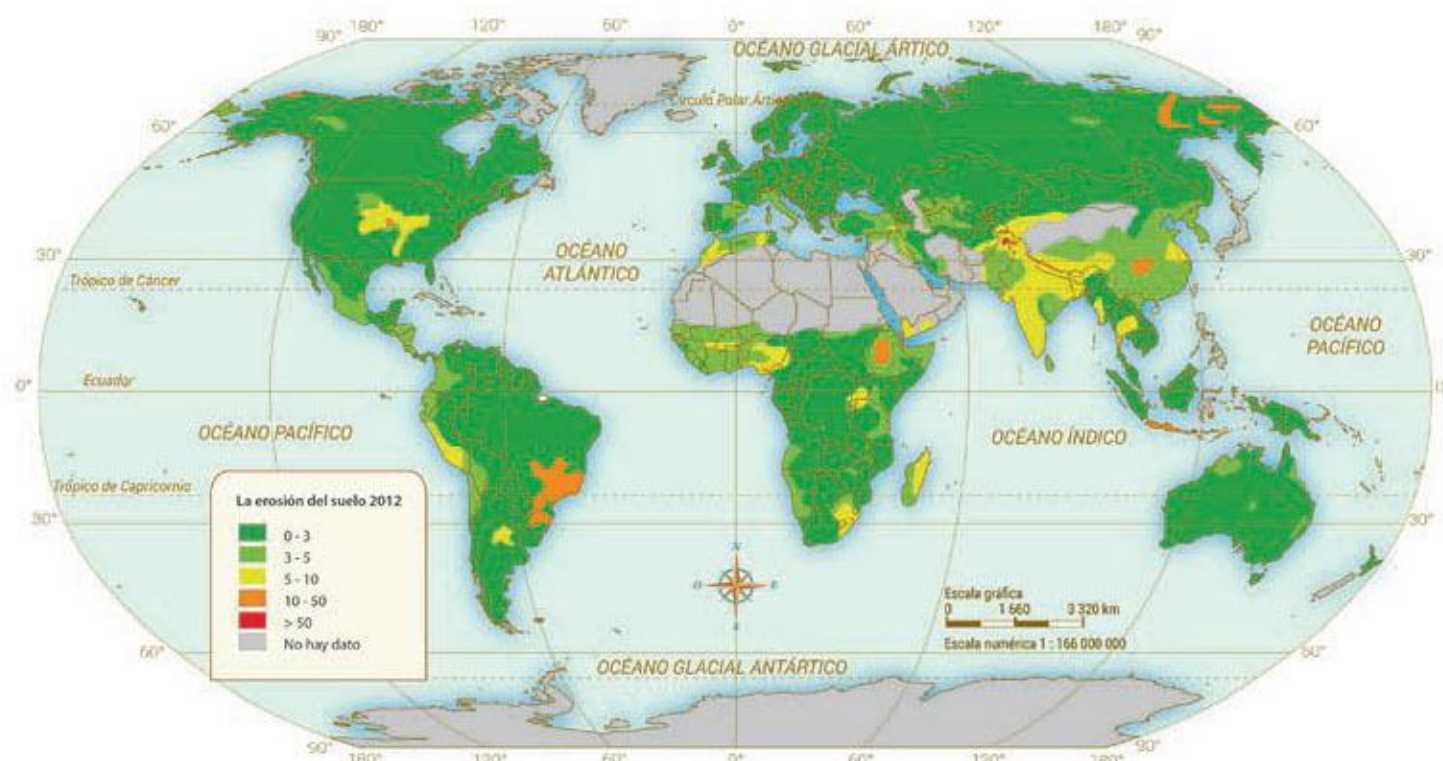 180° 120° 60° 0° 60° 120° 180°
90° 90°
OCÉANO GLACIAL ÁRTICO
Círculo Polar Ártico
60° 60°
OCÉANO
ATLÁNTICO
30° 30°
Trópico de Cáncer
OCÉANO
PACÍFICO
Ecuador
0°
OCÉANO PACÍFICO
OCÉANO ÍNDICO
Trópico de Capricornio
30° 30°
La erosión del suelo 2012
0 - 3
3 - 5
5 - 10
10 - 50
> 50
No hay dato
N
O E
S
Escala gráfica
0 1 660 3 320 km
Escala numérica 1 : 166 000 000
60° 60°
OCÉANO GLACIAL ANTÁRTICO
90° 90°
180° 120° 60° 0° 60° 120° 180°